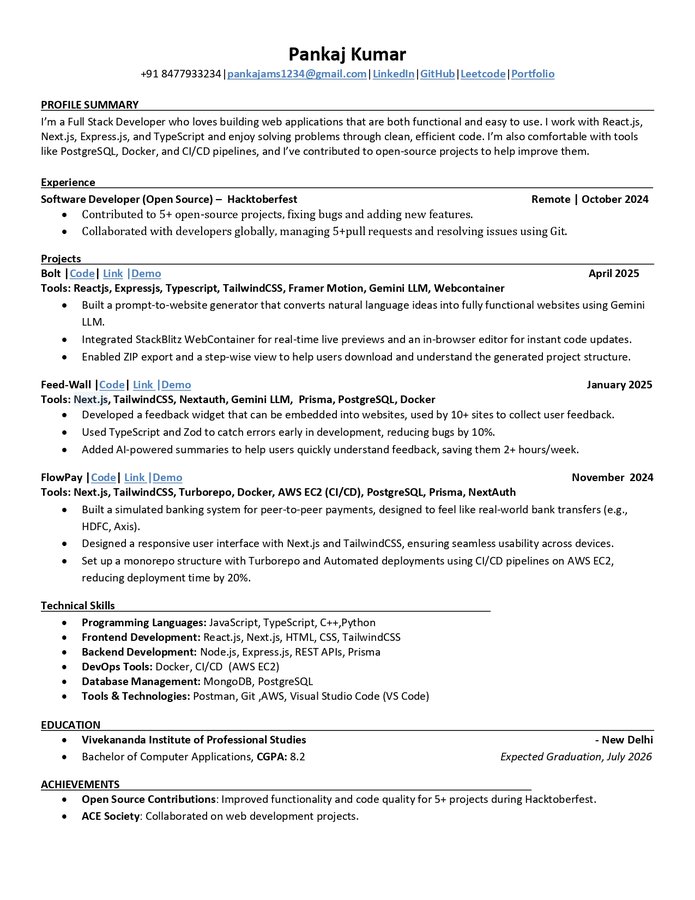 Pankaj Kumar
+91 8477933234|pankajams1234@gmail.com|LinkedIn|GitHub|Leetcode|Portfolio
PROFILE SUMMARY
I'm a Full Stack Developer who loves building web applications that are both functional and easy to use. I work with React.js,
Next.js, Express.js, and TypeScript and enjoy solving problems through clean, efficient code. I'm also comfortable with tools
like PostgreSQL, Docker, and CI/CD pipelines, and I've contributed to open-source projects to help improve them.
Experience
Software Developer (Open Source) – Hacktoberfest Remote | October 2024
• Contributed to 5+ open-source projects, fixing bugs and adding new features.
• Collaborated with developers globally, managing 5+pull requests and resolving issues using Git.
Projects
Bolt |Code| Link |Demo April 2025
Tools: Reactjs, Expressjs, Typescript, TailwindCSS, Framer Motion, Gemini LLM, Webcontainer
• Built a prompt-to-website generator that converts natural language ideas into fully functional websites using Gemini
LLM.
• Integrated StackBlitz WebContainer for real-time live previews and an in-browser editor for instant code updates.
• Enabled ZIP export and a step-wise view to help users download and understand the generated project structure.
Feed-Wall |Code| Link |Demo January 2025
Tools: Next.js, TailwindCSS, Nextauth, Gemini LLM, Prisma, PostgreSQL, Docker
• Developed a feedback widget that can be embedded into websites, used by 10+ sites to collect user feedback.
• Used TypeScript and Zod to catch errors early in development, reducing bugs by 10%.
• Added AI-powered summaries to help users quickly understand feedback, saving them 2+ hours/week.
FlowPay |Code| Link |Demo November 2024
Tools: Next.js, TailwindCSS, Turborepo, Docker, AWS EC2 (CI/CD), PostgreSQL, Prisma, NextAuth
• Built a simulated banking system for peer-to-peer payments, designed to feel like real-world bank transfers (e.g.,
HDFC, Axis).
• Designed a responsive user interface with Next.js and TailwindCSS, ensuring seamless usability across devices.
• Set up a monorepo structure with Turborepo and Automated deployments using CI/CD pipelines on AWS EC2,
reducing deployment time by 20%.
Technical Skills
• Programming Languages: JavaScript, TypeScript, C++,Python
• Frontend Development: React.js, Next.js, HTML, CSS, TailwindCSS
• Backend Development: Node.js, Express.js, REST APIs, Prisma
• DevOps Tools: Docker, CI/CD (AWS EC2)
• Database Management: MongoDB, PostgreSQL
• Tools & Technologies: Postman, Git ,AWS, Visual Studio Code (VS Code)
EDUCATION
• Vivekananda Institute of Professional Studies - New Delhi
• Bachelor of Computer Applications, CGPA: 8.2 Expected Graduation, July 2026
ACHIEVEMENTS
• Open Source Contributions: Improved functionality and code quality for 5+ projects during Hacktoberfest.
• ACE Society: Collaborated on web development projects.